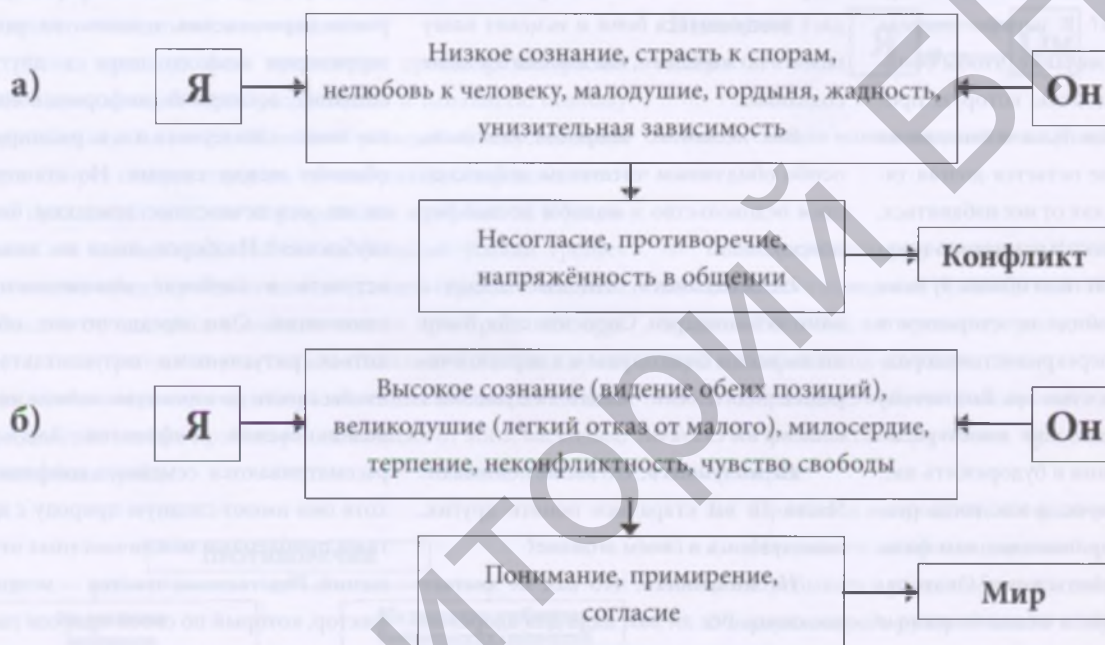 а)
Я
Низкое сознание, страсть к спорам,
нелюбовь к человеку, малодушие, гордыня, жадность,
унизительная зависимость
Он
Несогласие, противоречие,
напряжённость в общении
Конфликт
б)
Я
Высокое сознание (видение обеих позиций),
великодушие (легкий отказ от малого), милосердие,
терпение, неконфликтность, чувство свободы
Он
Понимание, примирение,
согласие
Мир